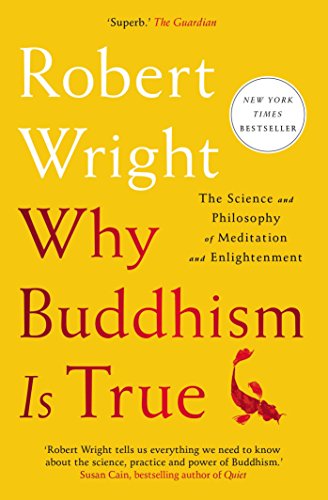 'Superb.' The Guardian
Robert
Wright
NEW YORK
TIMES
BESTSELLER
The Science and
Philosophy
of Meditation
and Enlightenment
Why
Buddhism
Is True
'Robert Wright tells us everything we need to know
about the science, practice and power of Buddhism.'
Susan Cain, bestselling author of Quiet